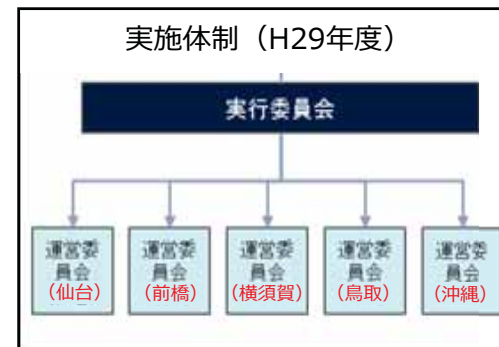 実施体制（H29年度）
実行委員会
運営委
員会
（仙台）
運営委
員会
（前橋）
運営委
員会
（横須賀）
運営委
員会
（鳥取）
運営委
員会
（沖縄）